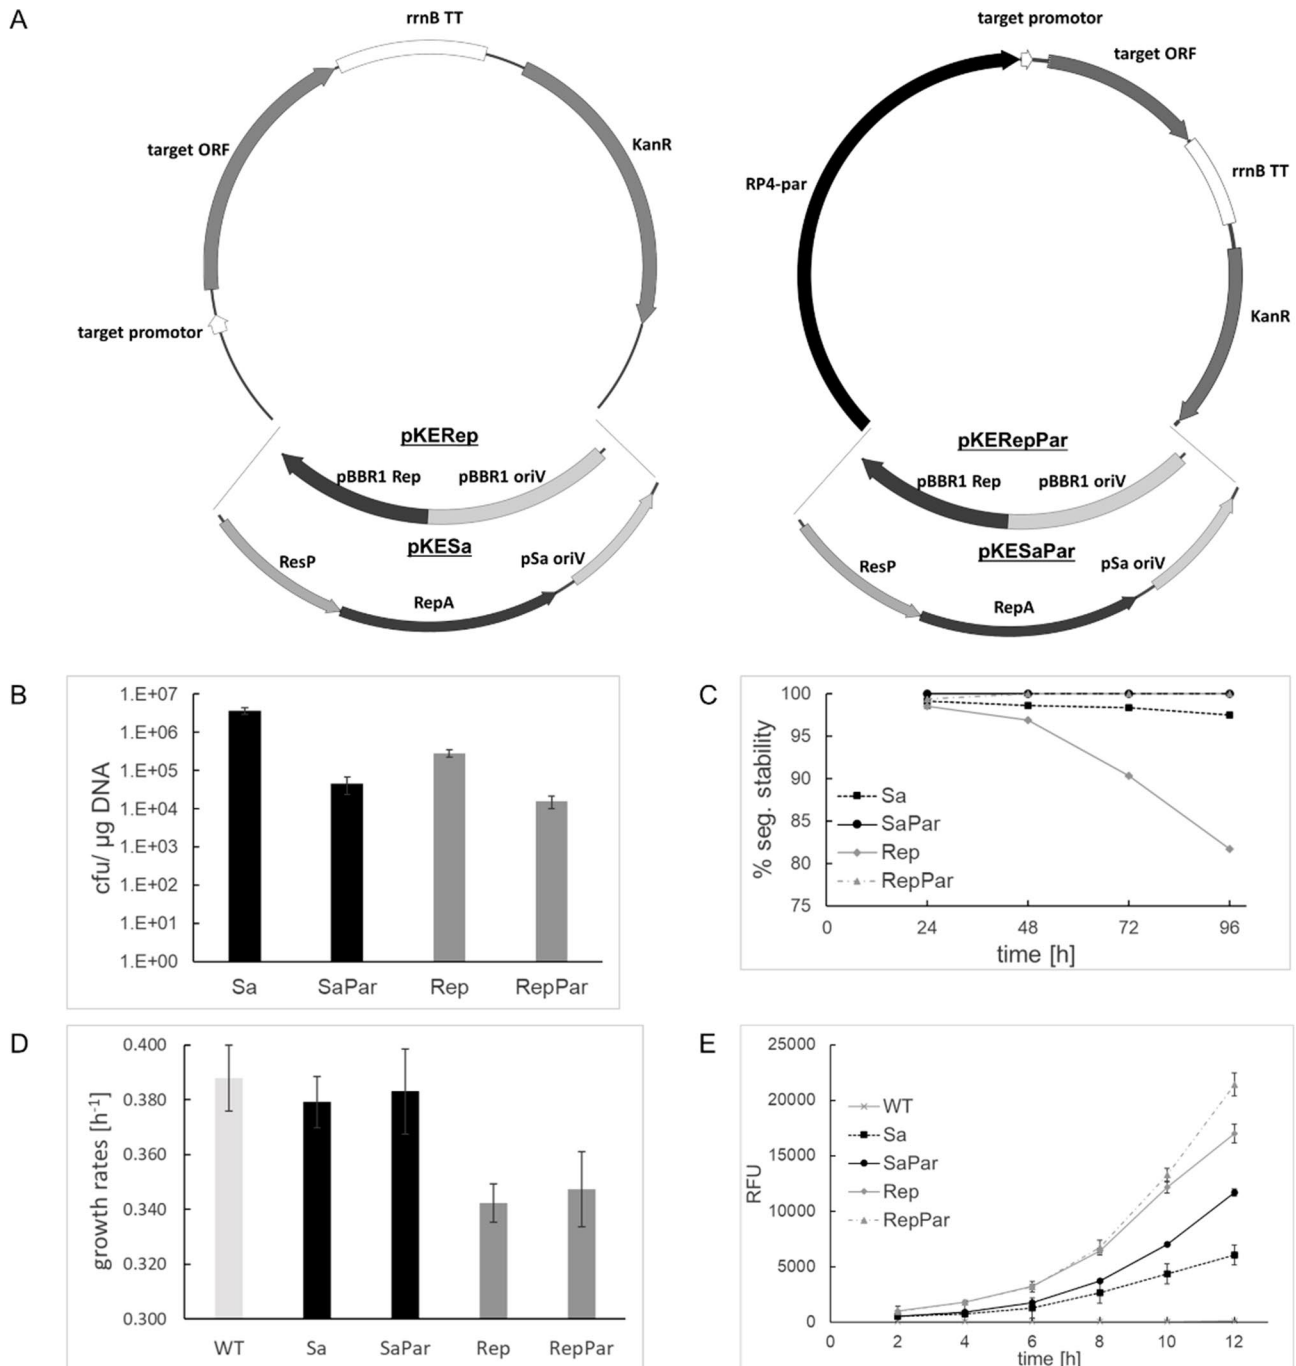 A
rrnB TT
target ORF
KanR
target promotor
pKERep
pBBR1 Rep
pBBR1 oriV
pKESa
ResP
pSa oriV
RepA
target promotor
target ORF
RP4-par
rrnB TT
KanR
pKERepPar
pBBR1 Rep
pBBR1 oriV
pKESaPar
ResP
pSa oriV
RepA
B
cfu/ µg DNA
1.E+07
1.E+06
1.E+05
1.E+04
1.E+03
1.E+02
1.E+01
1.E+00
Sa
SaPar
Rep
RepPar
C
% seg. stability
100
95
90
85
80
75
Sa
SaPar
Rep
RepPar
0
24
48
72
96
time [h]
D
growth rates [h⁻¹]
0.400
0.380
0.360
0.340
0.320
0.300
WT
Sa
SaPar
Rep
RepPar
E
RFU
25000
20000
15000
10000
5000
0
WT
Sa
SaPar
Rep
RepPar
0
2
4
6
8
10
12
time [h]